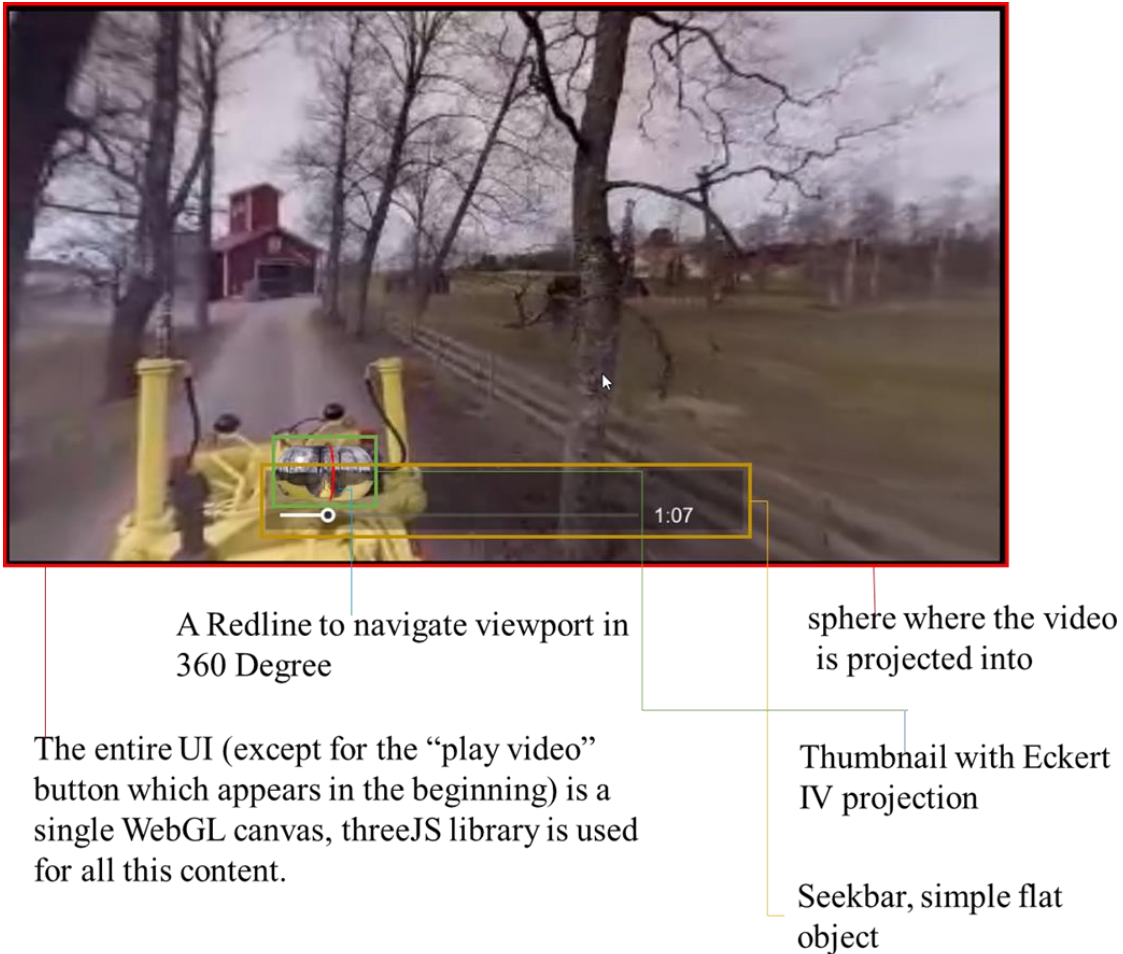 1:07
A Redline to navigate viewport in
360 Degree
sphere where the video
is projected into
The entire UI (except for the “play video”
button which appears in the beginning) is a
single WebGL canvas, threeJS library is used
for all this content.
Thumbnail with Eckert
IV projection
Seekbar, simple flat
object